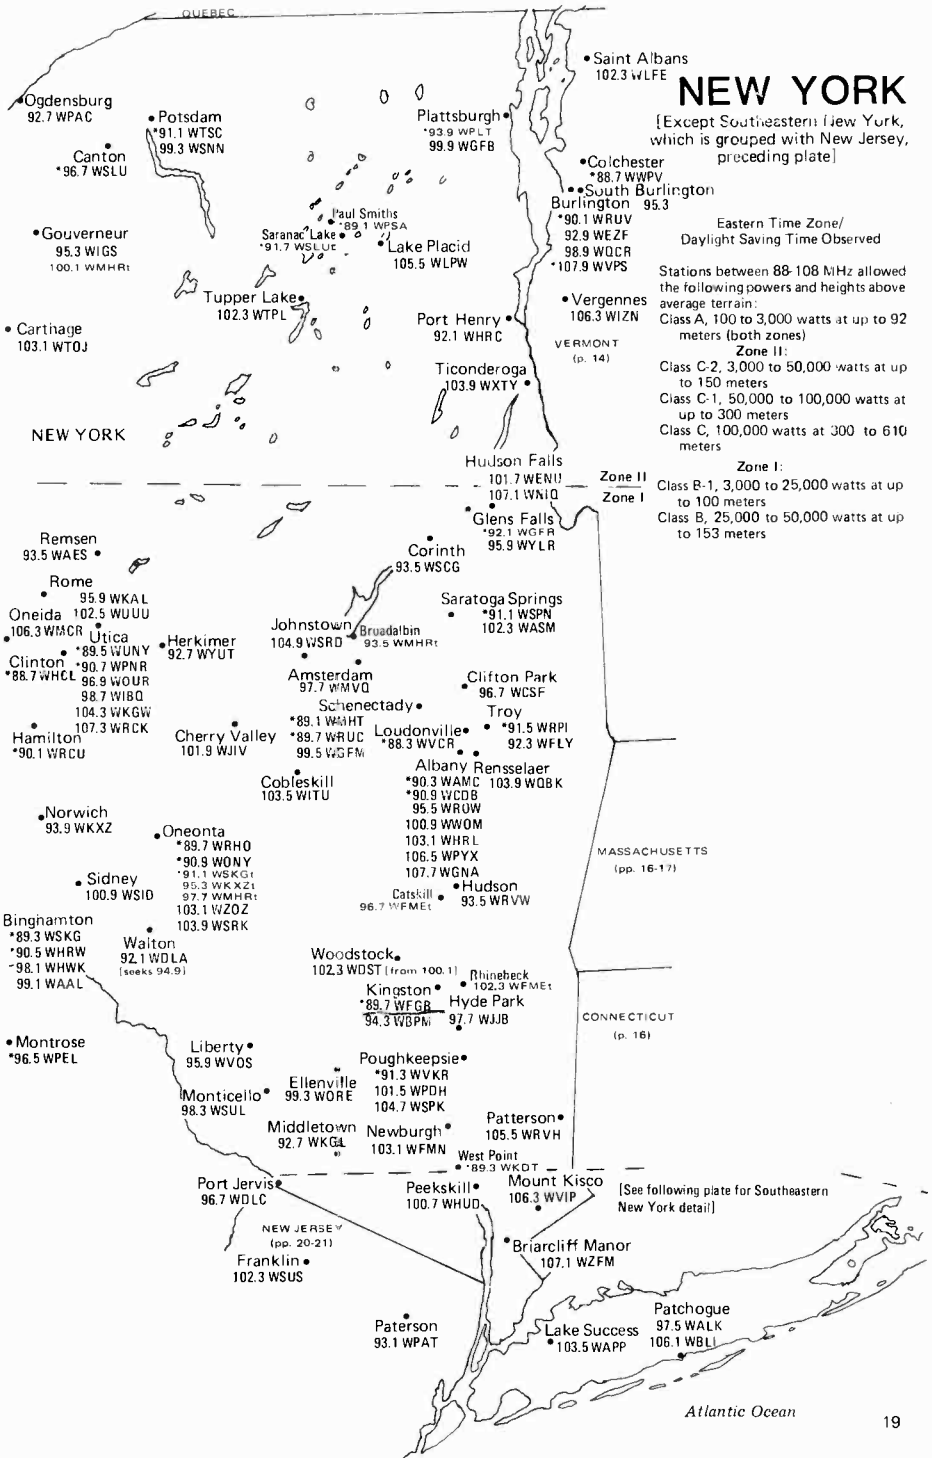 QUEBEC
Saint Albans
102.3 WLFE
NEW YORK
[Except Southeastern New York,
which is grouped with New Jersey,
preceding plate]
Ogdensburg
92.7 WPAC
Potsdam
*91.1 WTSC
99.3 WSNN
Canton
*96.7 WSLU
Plattsburgh
*93.9 WPLT
99.9 WGFB
Colchester
*88.7 WWPV
South Burlington
95.3
Burlington
*90.1 WRUV
92.9 WEZF
98.9 WQCR
*107.9 WVPS
Eastern Time Zone/
Daylight Saving Time Observed
Gouverneur
95.3 WIGS
100.1 WMHRt
Paul Smiths
*89.1 WPSA
Saranac Lake
*91.7 WSLUt
Lake Placid
105.5 WLPW
Stations between 88-108 MHz allowed
the following powers and heights above
average terrain:
Class A, 100 to 3,000 watts at up to 92
meters (both zones)
Zone II:
Class C-2, 3,000 to 50,000 watts at up
to 150 meters
Class C-1, 50,000 to 100,000 watts at
up to 300 meters
Class C, 100,000 watts at 300 to 610
meters
Zone I:
Class B-1, 3,000 to 25,000 watts at up
to 100 meters
Class B, 25,000 to 50,000 watts at up
to 153 meters
Tupper Lake
102.3 WTPL
Vergennes
106.3 WIZN
Carthage
103.1 WTOJ
Port Henry
92.1 WHRC
VERMONT
(p. 14)
Ticonderoga
103.9 WXTY
NEW YORK
Hudson Falls
101.7 WENU
107.1 WNIQ
Zone II
Zone I
Glens Falls
*92.1 WGFR
95.9 WYLR
Remsen
93.5 WAES
Corinth
93.5 WSCG
Rome
95.9 WKAL
102.5 WUUU
Oneida
106.3 WMCR
Utica
*89.5 WUNY
*90.7 WPNR
96.9 WOUR
98.7 WIBQ
104.3 WKGW
107.3 WRCK
Clinton
*88.7 WHCL
Herkimer
92.7 WYUT
Johnstown
104.9 WSRD
Broadalbin
93.5 WMHRt
Saratoga Springs
*91.1 WSPN
102.3 WASM
Amsterdam
97.7 WMVQ
Clifton Park
96.7 WCSF
Schenectady
*89.1 WMHT
*89.7 WRUC
99.5 WGFM
Troy
*91.5 WRPI
92.3 WFLY
Hamilton
*90.1 WRCU
Cherry Valley
101.9 WJIV
Loudonville
*88.3 WVCR
Cobleskill
103.5 WITU
Albany
*90.3 WAMC
*90.9 WCDB
95.5 WROW
100.9 WWOM
103.1 WHRL
106.5 WPYX
107.7 WGNA
Rensselaer
103.9 WQBK
Norwich
93.9 WKXZ
Oneonta
*89.7 WRHO
*90.9 WONY
*91.1 WSKGt
95.3 WKXZt
97.7 WMHRt
103.1 WZOZ
103.9 WSRK
MASSACHUSETTS
(pp. 16-17)
Sidney
100.9 WSID
Catskill
96.7 WFMEt
Hudson
93.5 WRVW
Binghamton
*89.3 WSKG
*90.5 WHRW
98.1 WHWK
99.1 WAAL
Walton
92.1 WDLA
[seeks 94.9]
Woodstock
102.3 WDST [from 100.1]
Rhinebeck
102.3 WFMEt
Kingston
*89.7 WFGB
94.3 WBPM
Hyde Park
97.7 WJJB
CONNECTICUT
(p. 16)
Montrose
*96.5 WPEL
Liberty
95.9 WVOS
Poughkeepsie
*91.3 WVKR
101.5 WPDH
104.7 WSPK
Ellenville
99.3 WDRE
Monticello
98.3 WSUL
Middletown
92.7 WKGL
Newburgh
103.1 WFMN
Patterson
105.5 WRVH
West Point
*89.3 WKDT
Port Jervis
96.7 WDLC
Peekskill
100.7 WHUD
Mount Kisco
106.3 WVIP
[See following plate for Southeastern
New York detail]
NEW JERSEY
(pp. 20-21)
Franklin
102.3 WSUS
Briarcliff Manor
107.1 WZFM
Paterson
93.1 WPAT
Lake Success
103.5 WAPP
Patchogue
97.5 WALK
106.1 WBLI
Atlantic Ocean
19